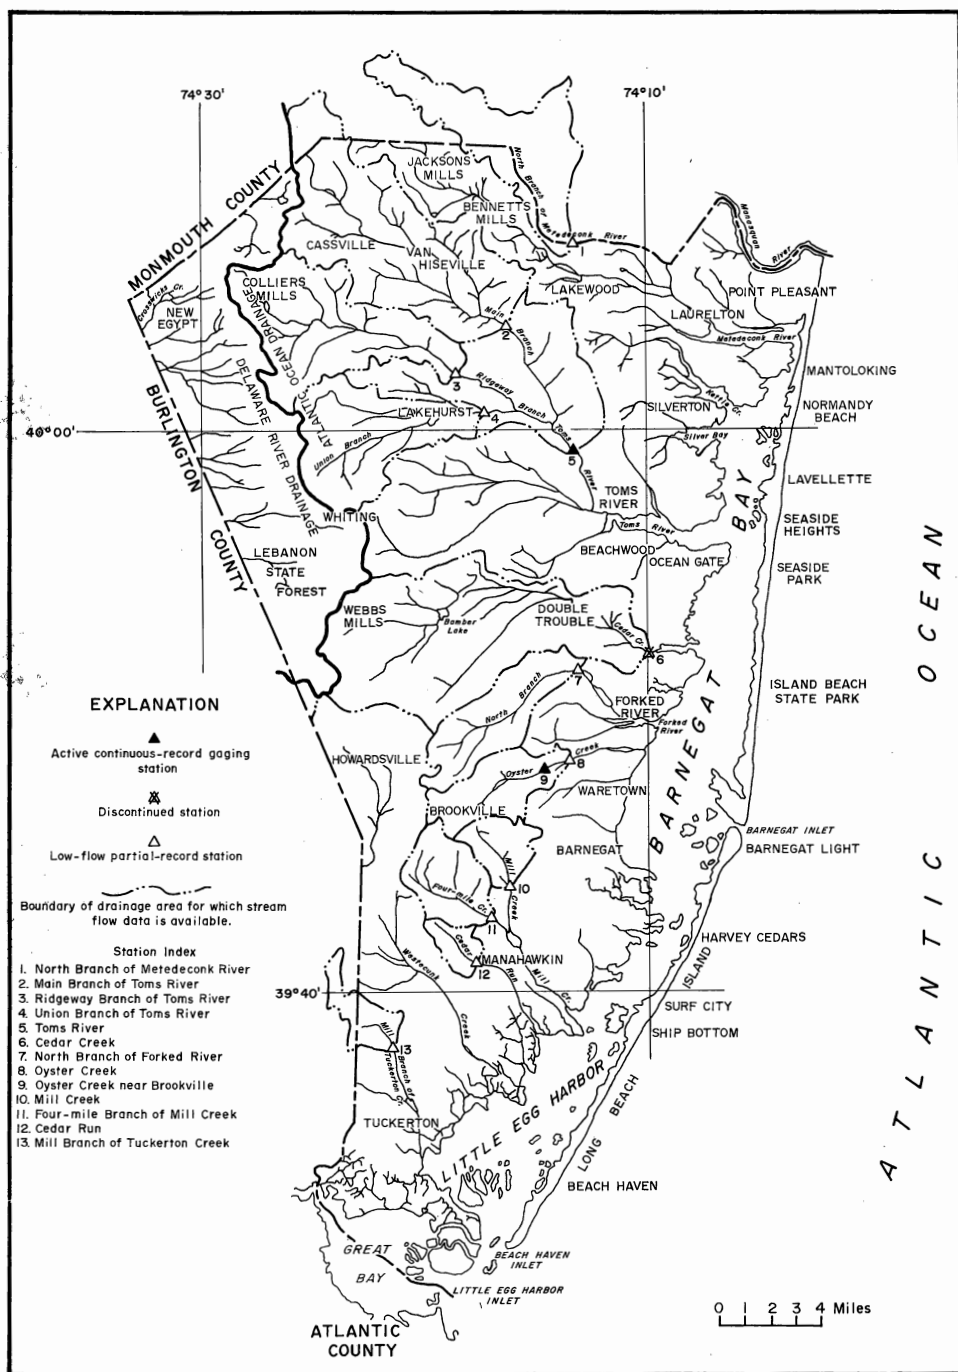 74° 30'
74° 10'
MONMOUTH COUNTY
North Branch of Metedeconk River
JACKSONS
MILLS
BENNETTS
MILLS
1
Manasquan
River
CASSVILLE
VAN
HISEVILLE
LAKEWOOD
POINT PLEASANT
COLLIERS
MILLS
Crosswicks Cr.
NEW
EGYPT
LAURELTON
Main
Branch
2
Metedeconk River
MANTOLOKING
3
Ridgeway
Branch
Kettle Cr.
NORMANDY
BEACH
SILVERTON
LAKEHURST
4
Toms
River
40° 00'
Union Branch
Silver Bay
5
ATLANTIC OCEAN DRAINAGE
DELAWARE RIVER DRAINAGE
BURLINGTON
COUNTY
LAVELLETTE
TOMS
RIVER
WHITING
Toms River
SEASIDE
HEIGHTS
BEACHWOOD
OCEAN GATE
SEASIDE
PARK
LEBANON
STATE
FOREST
WEBBS
MILLS
Bamber
Lake
DOUBLE
TROUBLE
Cedar Cr.
6
7
North Branch
FORKED
RIVER
Forked
River
ISLAND BEACH
STATE PARK
BARNEGAT BAY
ATLANTIC OCEAN
HOWARDSVILLE
Oyster Creek
8
9
WARETOWN
BROOKVILLE
BARNEGAT
BARNEGAT INLET
BARNEGAT LIGHT
Mill
Creek
10
Four-mile Cr.
11
Cedar
Run
12
MANAHAWKIN
Mill
Cr.
HARVEY CEDARS
Westecunk
Creek
39° 40'
SURF CITY
SHIP BOTTOM
LONG BEACH ISLAND
13
Mill Branch of
Tuckerton Cr.
TUCKERTON
LITTLE EGG HARBOR
BEACH HAVEN
GREAT
BAY
BEACH HAVEN
INLET
LITTLE EGG HARBOR
INLET
ATLANTIC
COUNTY
0 1 2 3 4 Miles
EXPLANATION
Active continuous-record gaging
station
Discontinued station
Low-flow partial-record station
Boundary of drainage area for which stream
flow data is available.
Station Index
1. North Branch of Metedeconk River
2. Main Branch of Toms River
3. Ridgeway Branch of Toms River
4. Union Branch of Toms River
5. Toms River
6. Cedar Creek
7. North Branch of Forked River
8. Oyster Creek
9. Oyster Creek near Brookville
10. Mill Creek
11. Four-mile Branch of Mill Creek
12. Cedar Run
13. Mill Branch of Tuckerton Creek